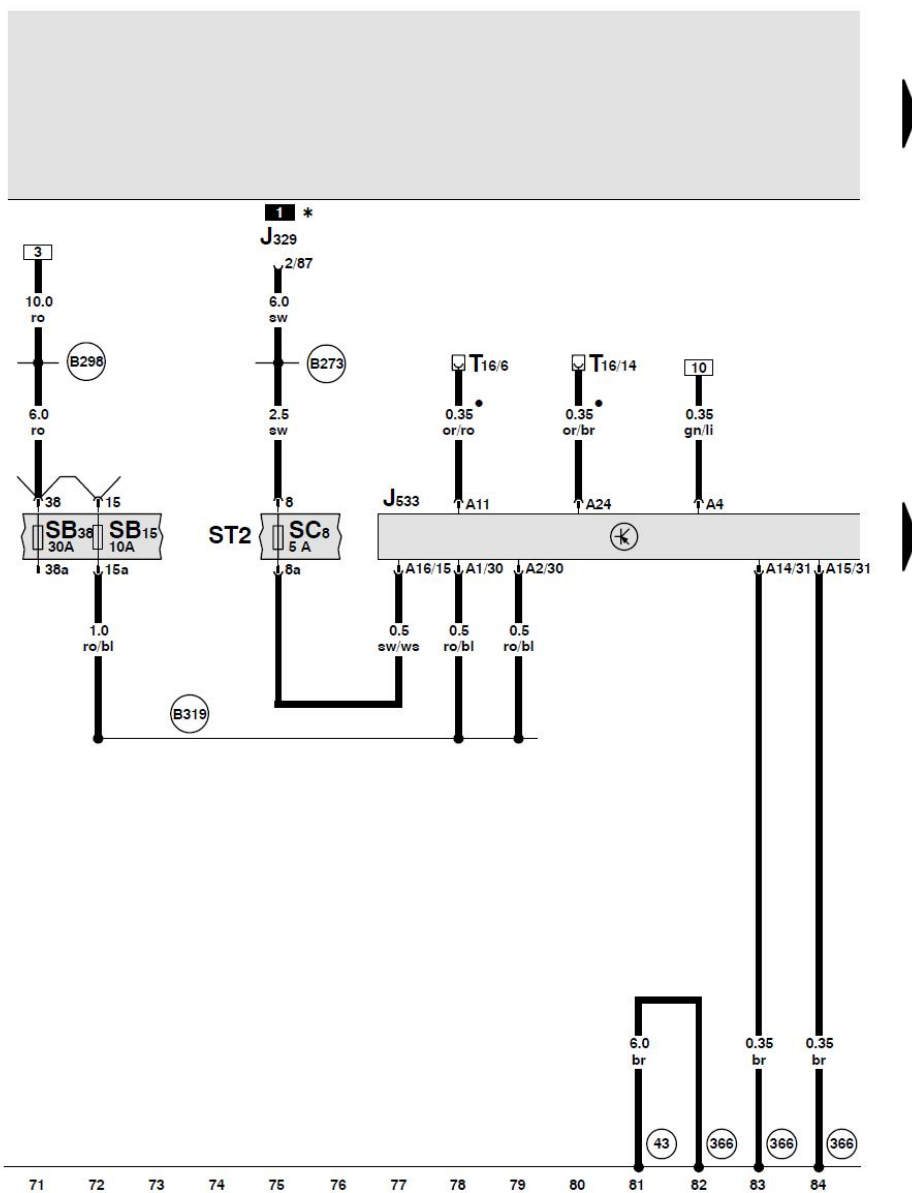 1 *
J329
3
2/87
10.0 6.0
ro sw
B298 B273 T16/6 T16/14 10
6.0 2.5 0.35 • 0.35 • 0.35
ro sw or/ro or/br gn/li
38 15 8 J533 A11 A24 A4
SB38 SB15 ST2 SC8
30A 10A 5 A
38a 15a 8a A16/15 A1/30 A2/30 A14/31 A15/31
1.0 0.5 0.5 0.5
ro/bl sw/ws ro/bl ro/bl
B319
6.0 0.35 0.35
br br br
43 366 366 366
71 72 73 74 75 76 77 78 79 80 81 82 83 84